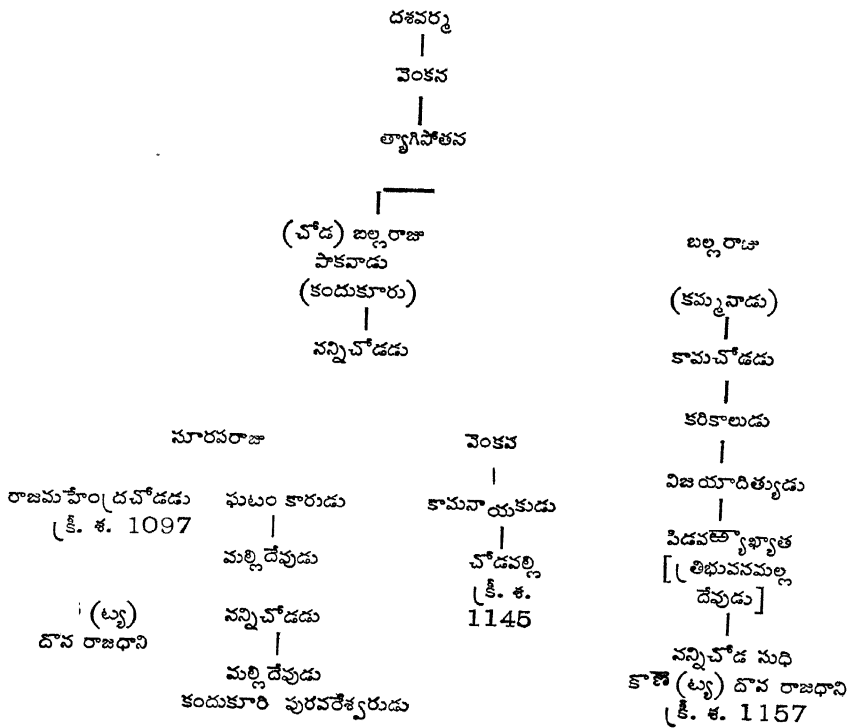 దశవర్మ
వెంకన
త్యాగిపోతన
(చోడ) బల్లరాజు
పాకవాడు
(కందుకూరు)
నన్నిచోడడు
బల్లరాజు
(కమ్మనాడు)
కామచోడడు
కరికాలుడు
విజయాదిత్యుడు
పిడవఱ్యాఖ్యాత
[త్రిభువనమల్ల
దేవుడు]
నన్నిచోడ సుధి
కొణె (ట్య) దొవ రాజధాని
క్రీ. శ. 1157
సూరపరాజు
వెంకన
రాజమహేంద్రచోడడు
క్రీ. శ. 1097
ఘటం కారుడు
మల్లిదేవుడు
కామనాయకుడు
చోడవల్లి
క్రీ. శ.
1145
(ట్య)
దొవ రాజధాని
నన్నిచోడడు
మల్లిదేవుడు
కందుకూరి పురవరేశ్వరుడు